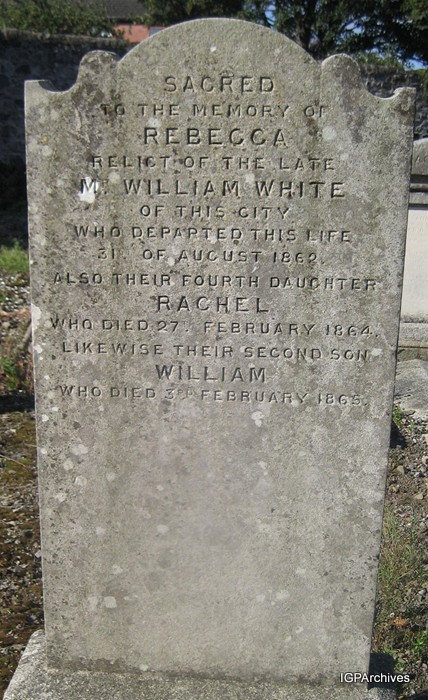 SACRED
TO THE MEMORY OF
REBECCA
RELICT OF THE LATE
Mr WILLIAM WHITE
OF THIS CITY
WHO DEPARTED THIS LIFE
31st OF AUGUST 1862.
ALSO THEIR FOURTH DAUGHTER
RACHEL
WHO DIED 27th FEBRUARY 1864.
LIKEWISE THEIR SECOND SON
WILLIAM
WHO DIED 3RD FEBRUARY 1865.
IGPArchives